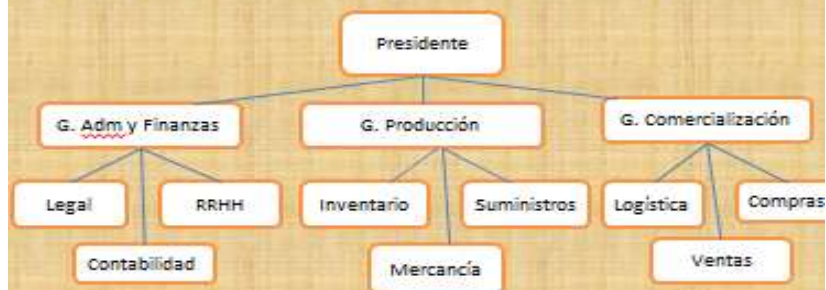 Presidente
G. Adm y Finanzas
G. Producción
G. Comercialización
Legal
RRHH
Inventario
Suministros
Logística
Compras
Contabilidad
Mercancía
Ventas